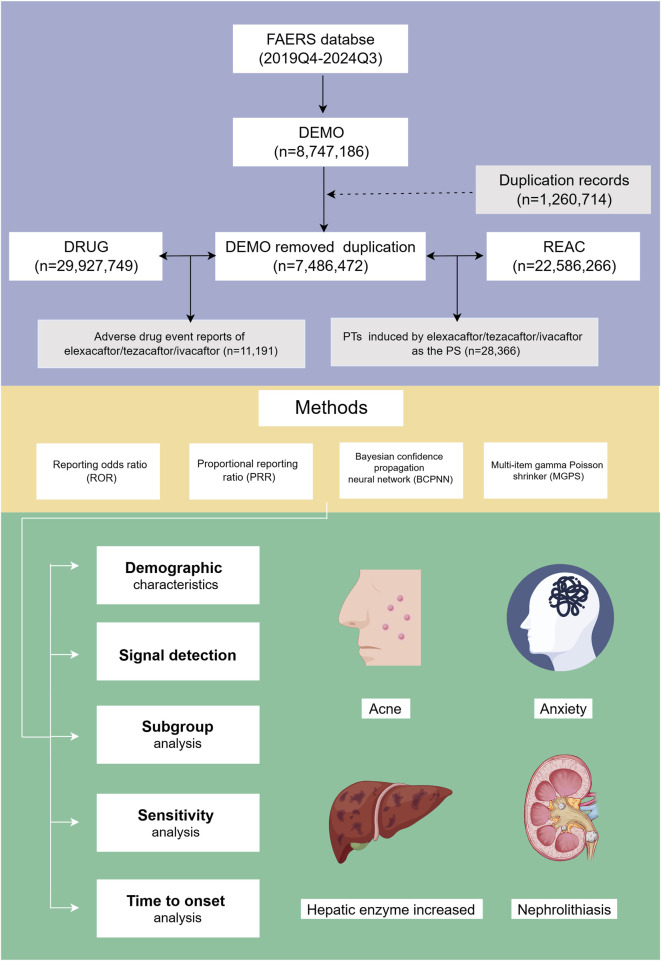 FAERS databse
(2019Q4-2024Q3)
DEMO
(n=8,747,186)
Duplication records
(n=1,260,714)
DRUG
(n=29,927,749)
DEMO removed duplication
(n=7,486,472)
REAC
(n=22,586,266)
Adverse drug event reports of
elexacaftor/tezacaftor/ivacaftor (n=11,191)
PTs induced by elexacaftor/tezacaftor/ivacaftor
as the PS (n=28,366)
Methods
Reporting odds ratio
(ROR)
Proportional reporting
ratio (PRR)
Bayesian confidence
propagation
neural network (BCPNN)
Multi-item gamma Poisson
shrinker (MGPS)
Demographic
characteristics
Signal detection
Subgroup
analysis
Sensitivity
analysis
Time to onset
analysis
Acne
Anxiety
Hepatic enzyme increased
Nephrolithiasis